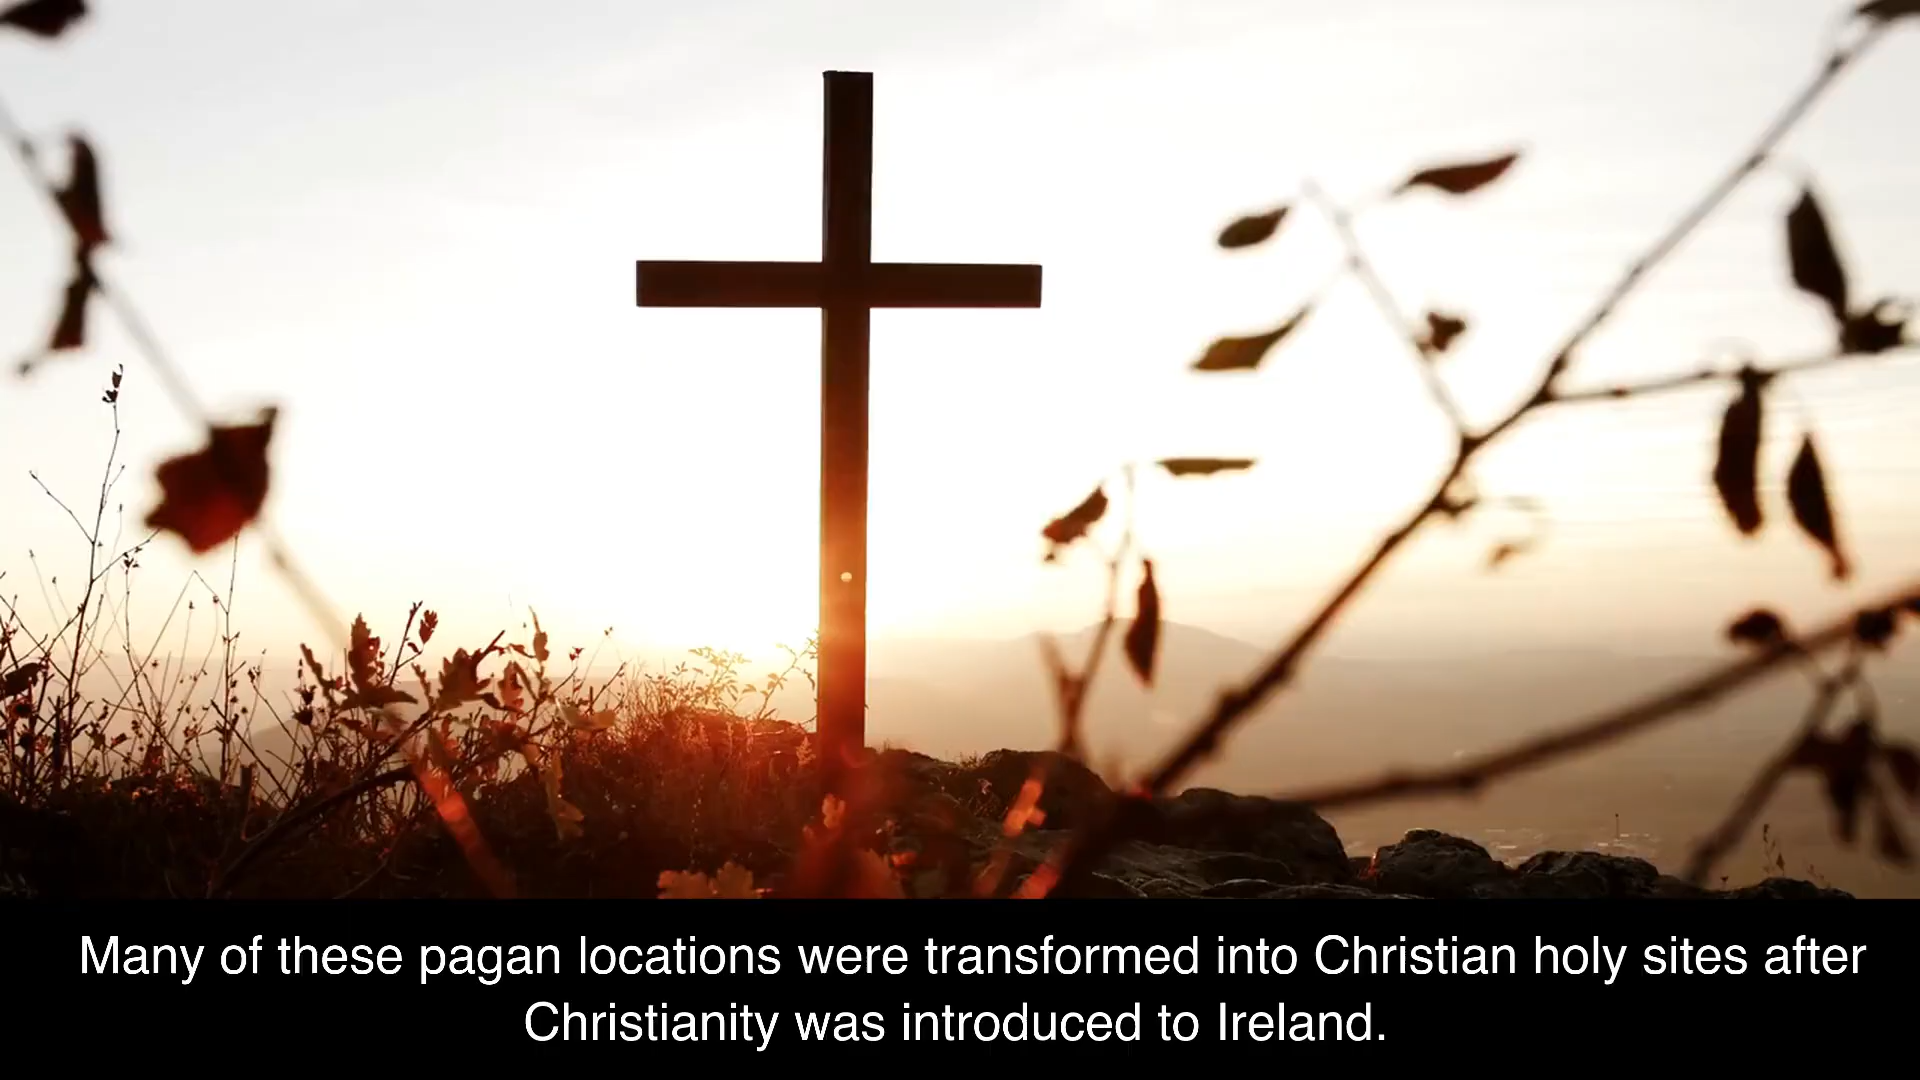 Many of these pagan locations were transformed into Christian holy sites after
Christianity was introduced to Ireland.